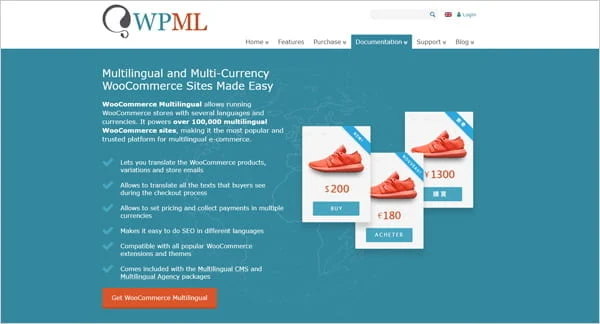 WPML
Login
Home Features Purchase Documentation Support Blog
Multilingual and Multi-Currency
WooCommerce Sites Made Easy
WooCommerce Multilingual allows running
WooCommerce stores with several languages and
currencies. It powers over 100,000 multilingual
WooCommerce sites, making it the most popular and
trusted platform for multilingual e-commerce.
Lets you translate the WooCommerce products,
variations and store emails
Allows to translate all the texts that buyers see
during the checkout process
Allows to set pricing and collect payments in multiple
currencies
Makes it easy to do SEO in different languages
Compatible with all popular WooCommerce
extensions and themes
Comes included with the Multilingual CMS and
Multilingual Agency packages
Get WooCommerce Multilingual
NEW!
$200
BUY
NOUVEAU!
€180
ACHETER
¥1300
購買